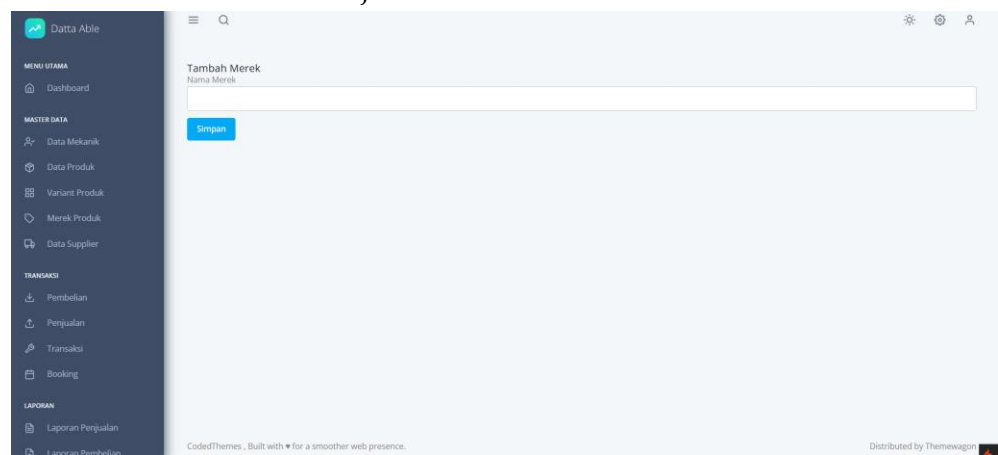 Datta Able
MENU UTAMA
Dashboard
MASTER DATA
Data Mekanik
Data Produk
Variant Produk
Merek Produk
Data Supplier
TRANSAKSI
Pembelian
Penjualan
Transaksi
Booking
LAPORAN
Laporan Penjualan
Laporan Pembelian
Tambah Merek
Nama Merek
Simpan
CodedThemes , Built with ♥ for a smoother web presence.
Distributed by Themewagon